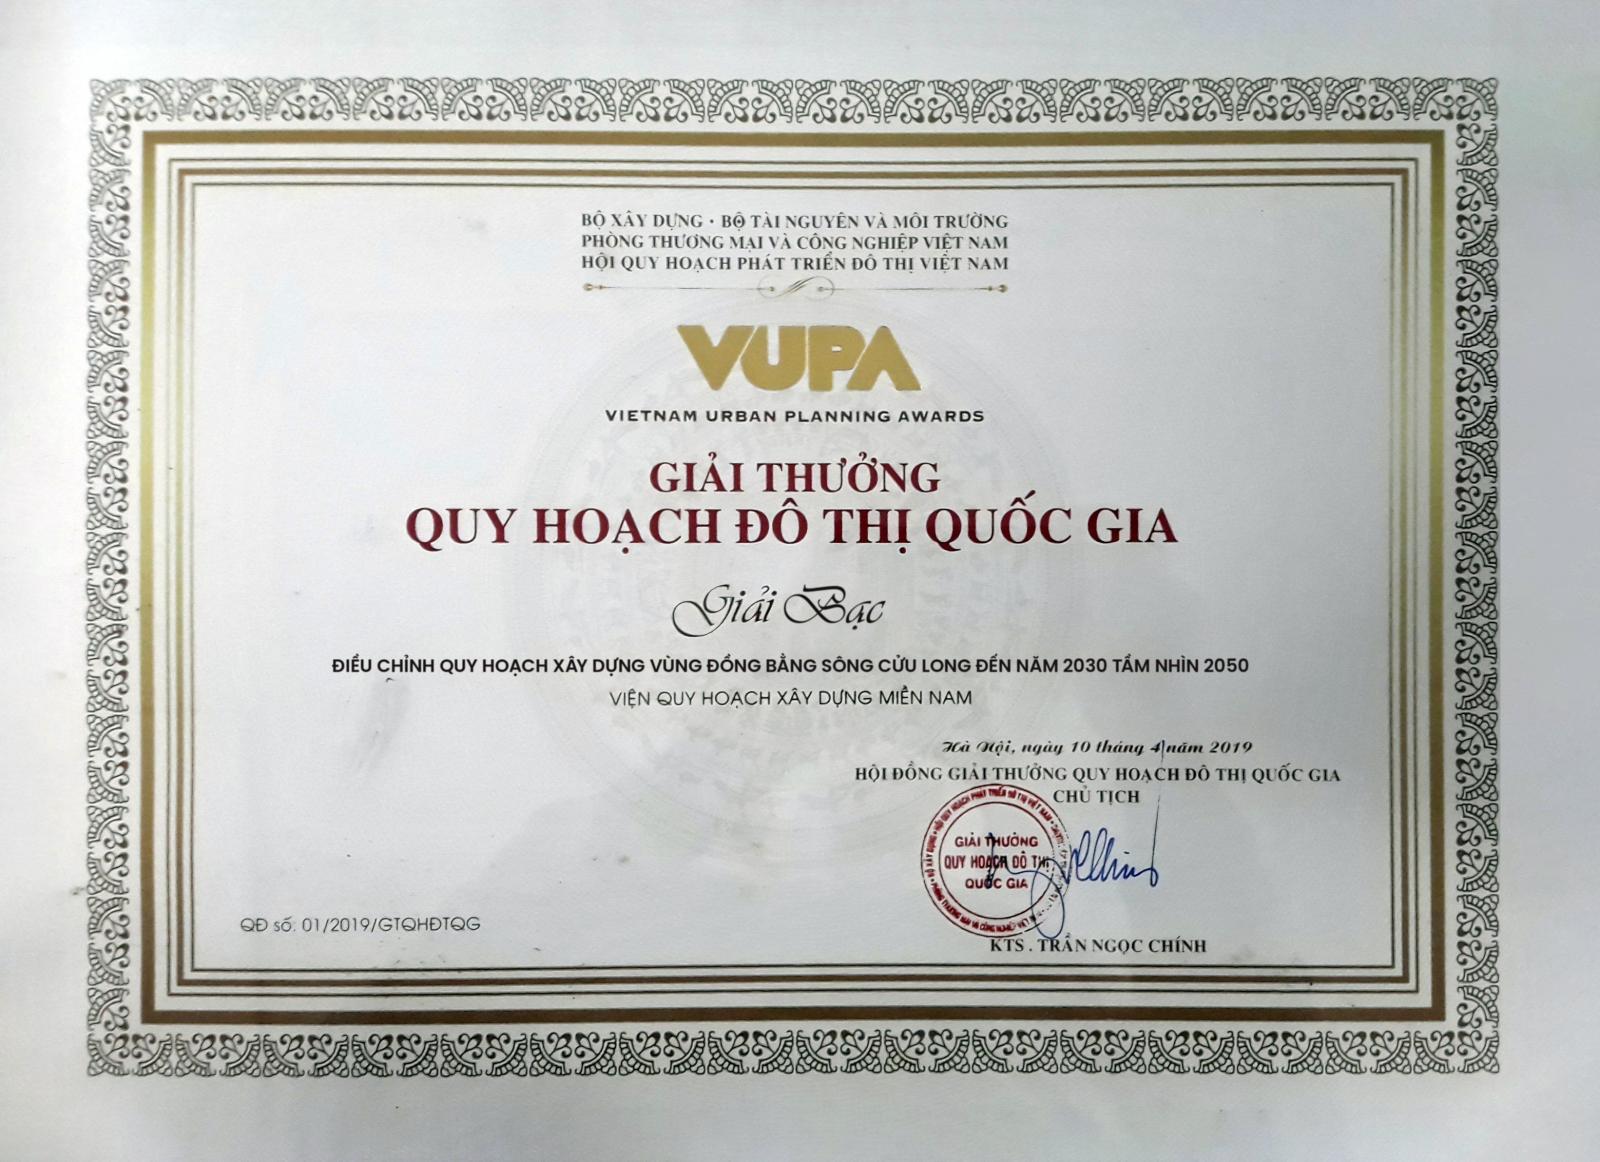 BỘ XÂY DỰNG • BỘ TÀI NGUYÊN VÀ MÔI TRƯỜNG
PHÒNG THƯƠNG MẠI VÀ CÔNG NGHIỆP VIỆT NAM
HỘI QUY HOẠCH PHÁT TRIỂN ĐÔ THỊ VIỆT NAM
VUPA
VIETNAM URBAN PLANNING AWARDS
GIẢI THƯỞNG
QUY HOẠCH ĐÔ THỊ QUỐC GIA
Giải Bạc
ĐIỀU CHỈNH QUY HOẠCH XÂY DỰNG VÙNG ĐỒNG BẰNG SÔNG CỬU LONG ĐẾN NĂM 2030 TẦM NHÌN 2050
VIỆN QUY HOẠCH XÂY DỰNG MIỀN NAM
Hà Nội, ngày 10 tháng 4 năm 2019
HỘI ĐỒNG GIẢI THƯỞNG QUY HOẠCH ĐÔ THỊ QUỐC GIA
CHỦ TỊCH
GIẢI THƯỞNG
QUY HOẠCH ĐÔ THỊ
QUỐC GIA
QĐ số: 01/2019/GTQHĐTQG
KTS . TRẦN NGỌC CHÍNH